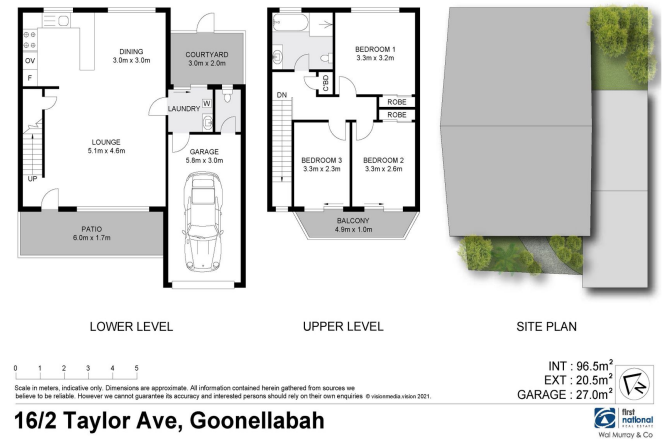 DINING
3.0m x 3.0m
OV
F
COURTYARD
3.0m x 2.0m
LAUNDRY
W
LOUNGE
5.1m x 4.6m
UP
GARAGE
5.8m x 3.0m
PATIO
6.0m x 1.7m
BEDROOM 1
3.3m x 3.2m
C'BD
DN
ROBE
ROBE
BEDROOM 3
3.3m x 2.3m
BEDROOM 2
3.3m x 2.6m
BALCONY
4.9m x 1.0m
LOWER LEVEL
UPPER LEVEL
SITE PLAN
0 1 2 3 4 5
Scale in meters, indicative only. Dimensions are approximate. All information contained herein gathered from sources we
believe to be reliable. However we cannot guarantee its accuracy and interested persons should rely on their own enquiries © visionmedia.vision 2021.
INT : 96.5m²
EXT : 20.5m²
GARAGE : 27.0m²
N
16/2 Taylor Ave, Goonellabah
first
national
REAL ESTATE
Wal Murray & Co